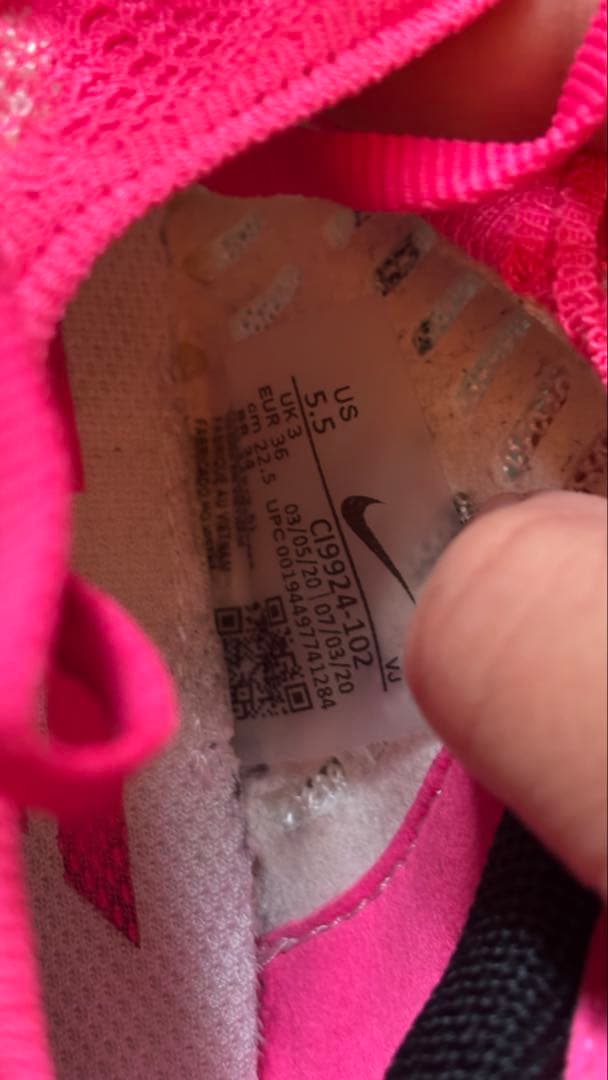 US
5.5
UK 3
EUR 36
cm 22.5
VJ
CI9924-102
03/05/20 | 07/03/20
UPC 00194497741284